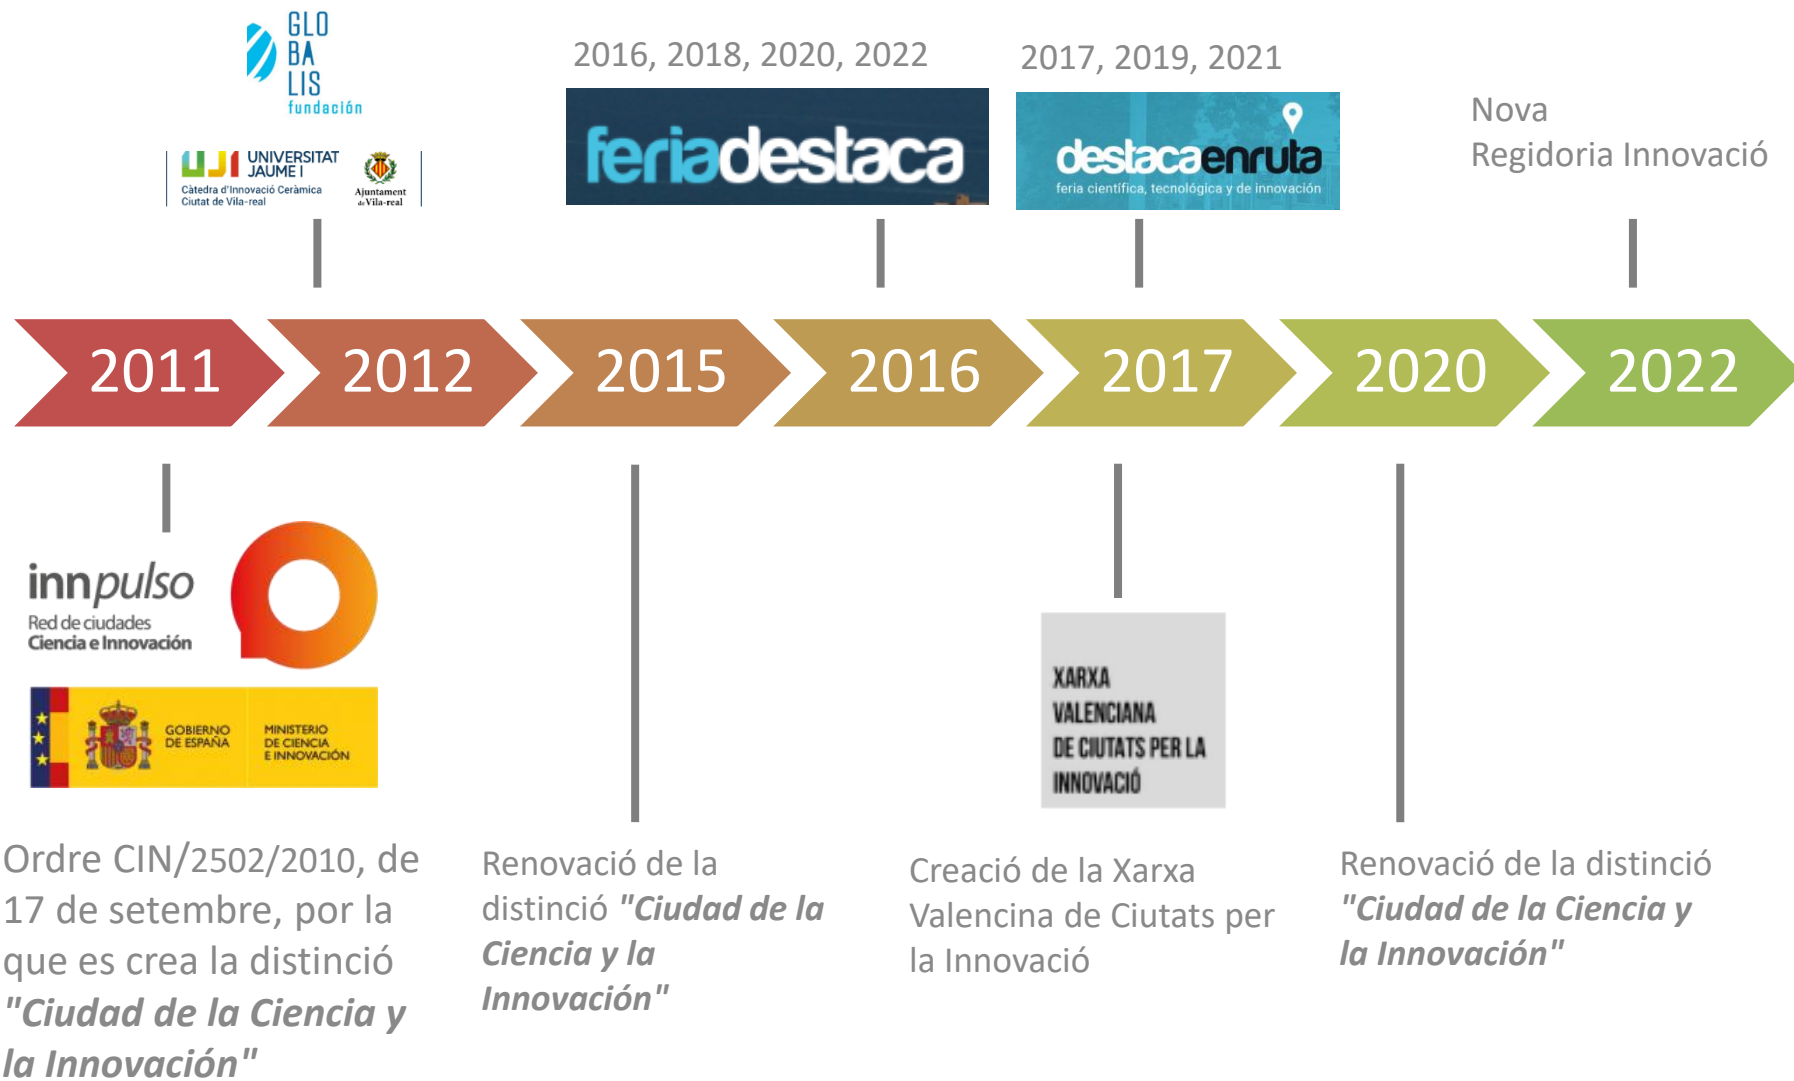 GLO
BA
LIS
fundación
UNIVERSITAT
JAUME I
Càtedra d'Innovació Ceràmica
Ciutat de Vila-real
Ajuntament
de Vila-real
2016, 2018, 2020, 2022
feriadestaca
2017, 2019, 2021
destacaenruta
feria científica, tecnológica y de innovación
Nova
Regidoria Innovació
2011
2012
2015
2016
2017
2020
2022
innpulso
Red de ciudades
Ciencia e Innovación
GOBIERNO
DE ESPAÑA
MINISTERIO
DE CIENCIA
E INNOVACIÓN
Ordre CIN/2502/2010, de
17 de setembre, por la
que es crea la distinció
"Ciudad de la Ciencia y
la Innovación"
Renovació de la
distinció "Ciudad de la
Ciencia y la
Innovación"
XARXA
VALENCIANA
DE CIUTATS PER LA
INNOVACIÓ
Creació de la Xarxa
Valencina de Ciutats per
la Innovació
Renovació de la distinció
"Ciudad de la Ciencia y
la Innovación"